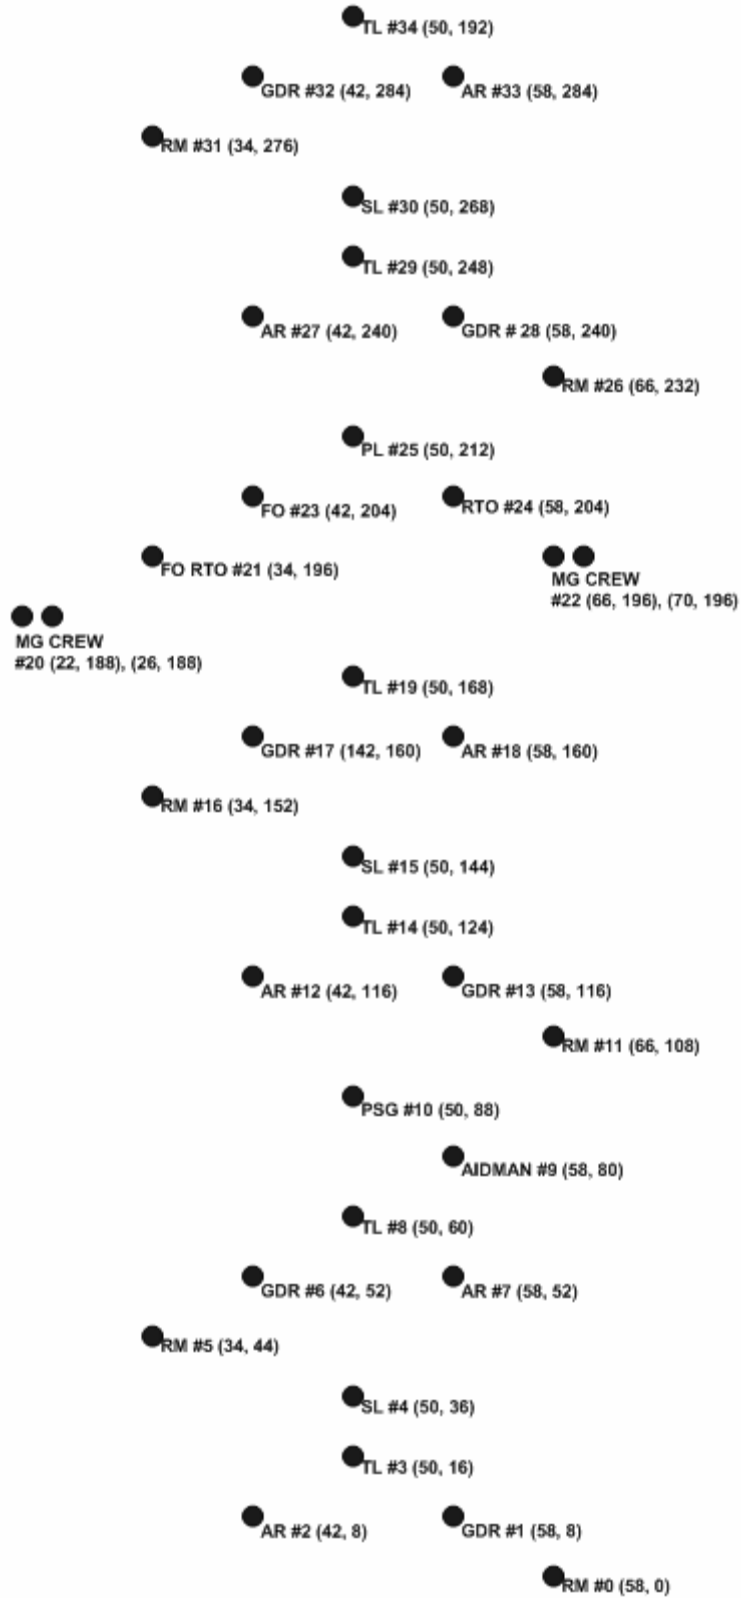 TL #34 (50, 192)
GDR #32 (42, 284)
AR #33 (58, 284)
RM #31 (34, 276)
SL #30 (50, 268)
TL #29 (50, 248)
AR #27 (42, 240)
GDR # 28 (58, 240)
RM #26 (66, 232)
PL #25 (50, 212)
FO #23 (42, 204)
RTO #24 (58, 204)
FO RTO #21 (34, 196)
MG CREW
#22 (66, 196), (70, 196)
MG CREW
#20 (22, 188), (26, 188)
TL #19 (50, 168)
GDR #17 (142, 160)
AR #18 (58, 160)
RM #16 (34, 152)
SL #15 (50, 144)
TL #14 (50, 124)
AR #12 (42, 116)
GDR #13 (58, 116)
RM #11 (66, 108)
PSG #10 (50, 88)
AIDMAN #9 (58, 80)
TL #8 (50, 60)
GDR #6 (42, 52)
AR #7 (58, 52)
RM #5 (34, 44)
SL #4 (50, 36)
TL #3 (50, 16)
AR #2 (42, 8)
GDR #1 (58, 8)
RM #0 (58, 0)